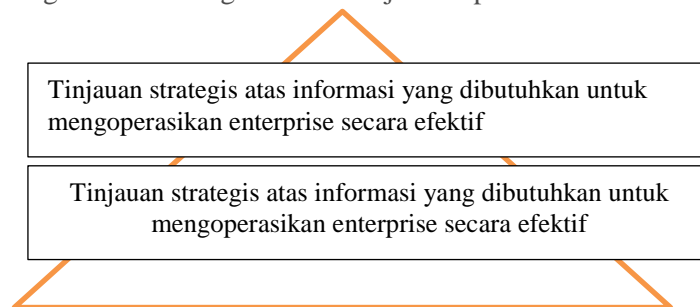 Tinjauan strategis atas informasi yang dibutuhkan untuk
mengoperasikan enterprise secara efektif
Tinjauan strategis atas informasi yang dibutuhkan untuk
mengoperasikan enterprise secara efektif